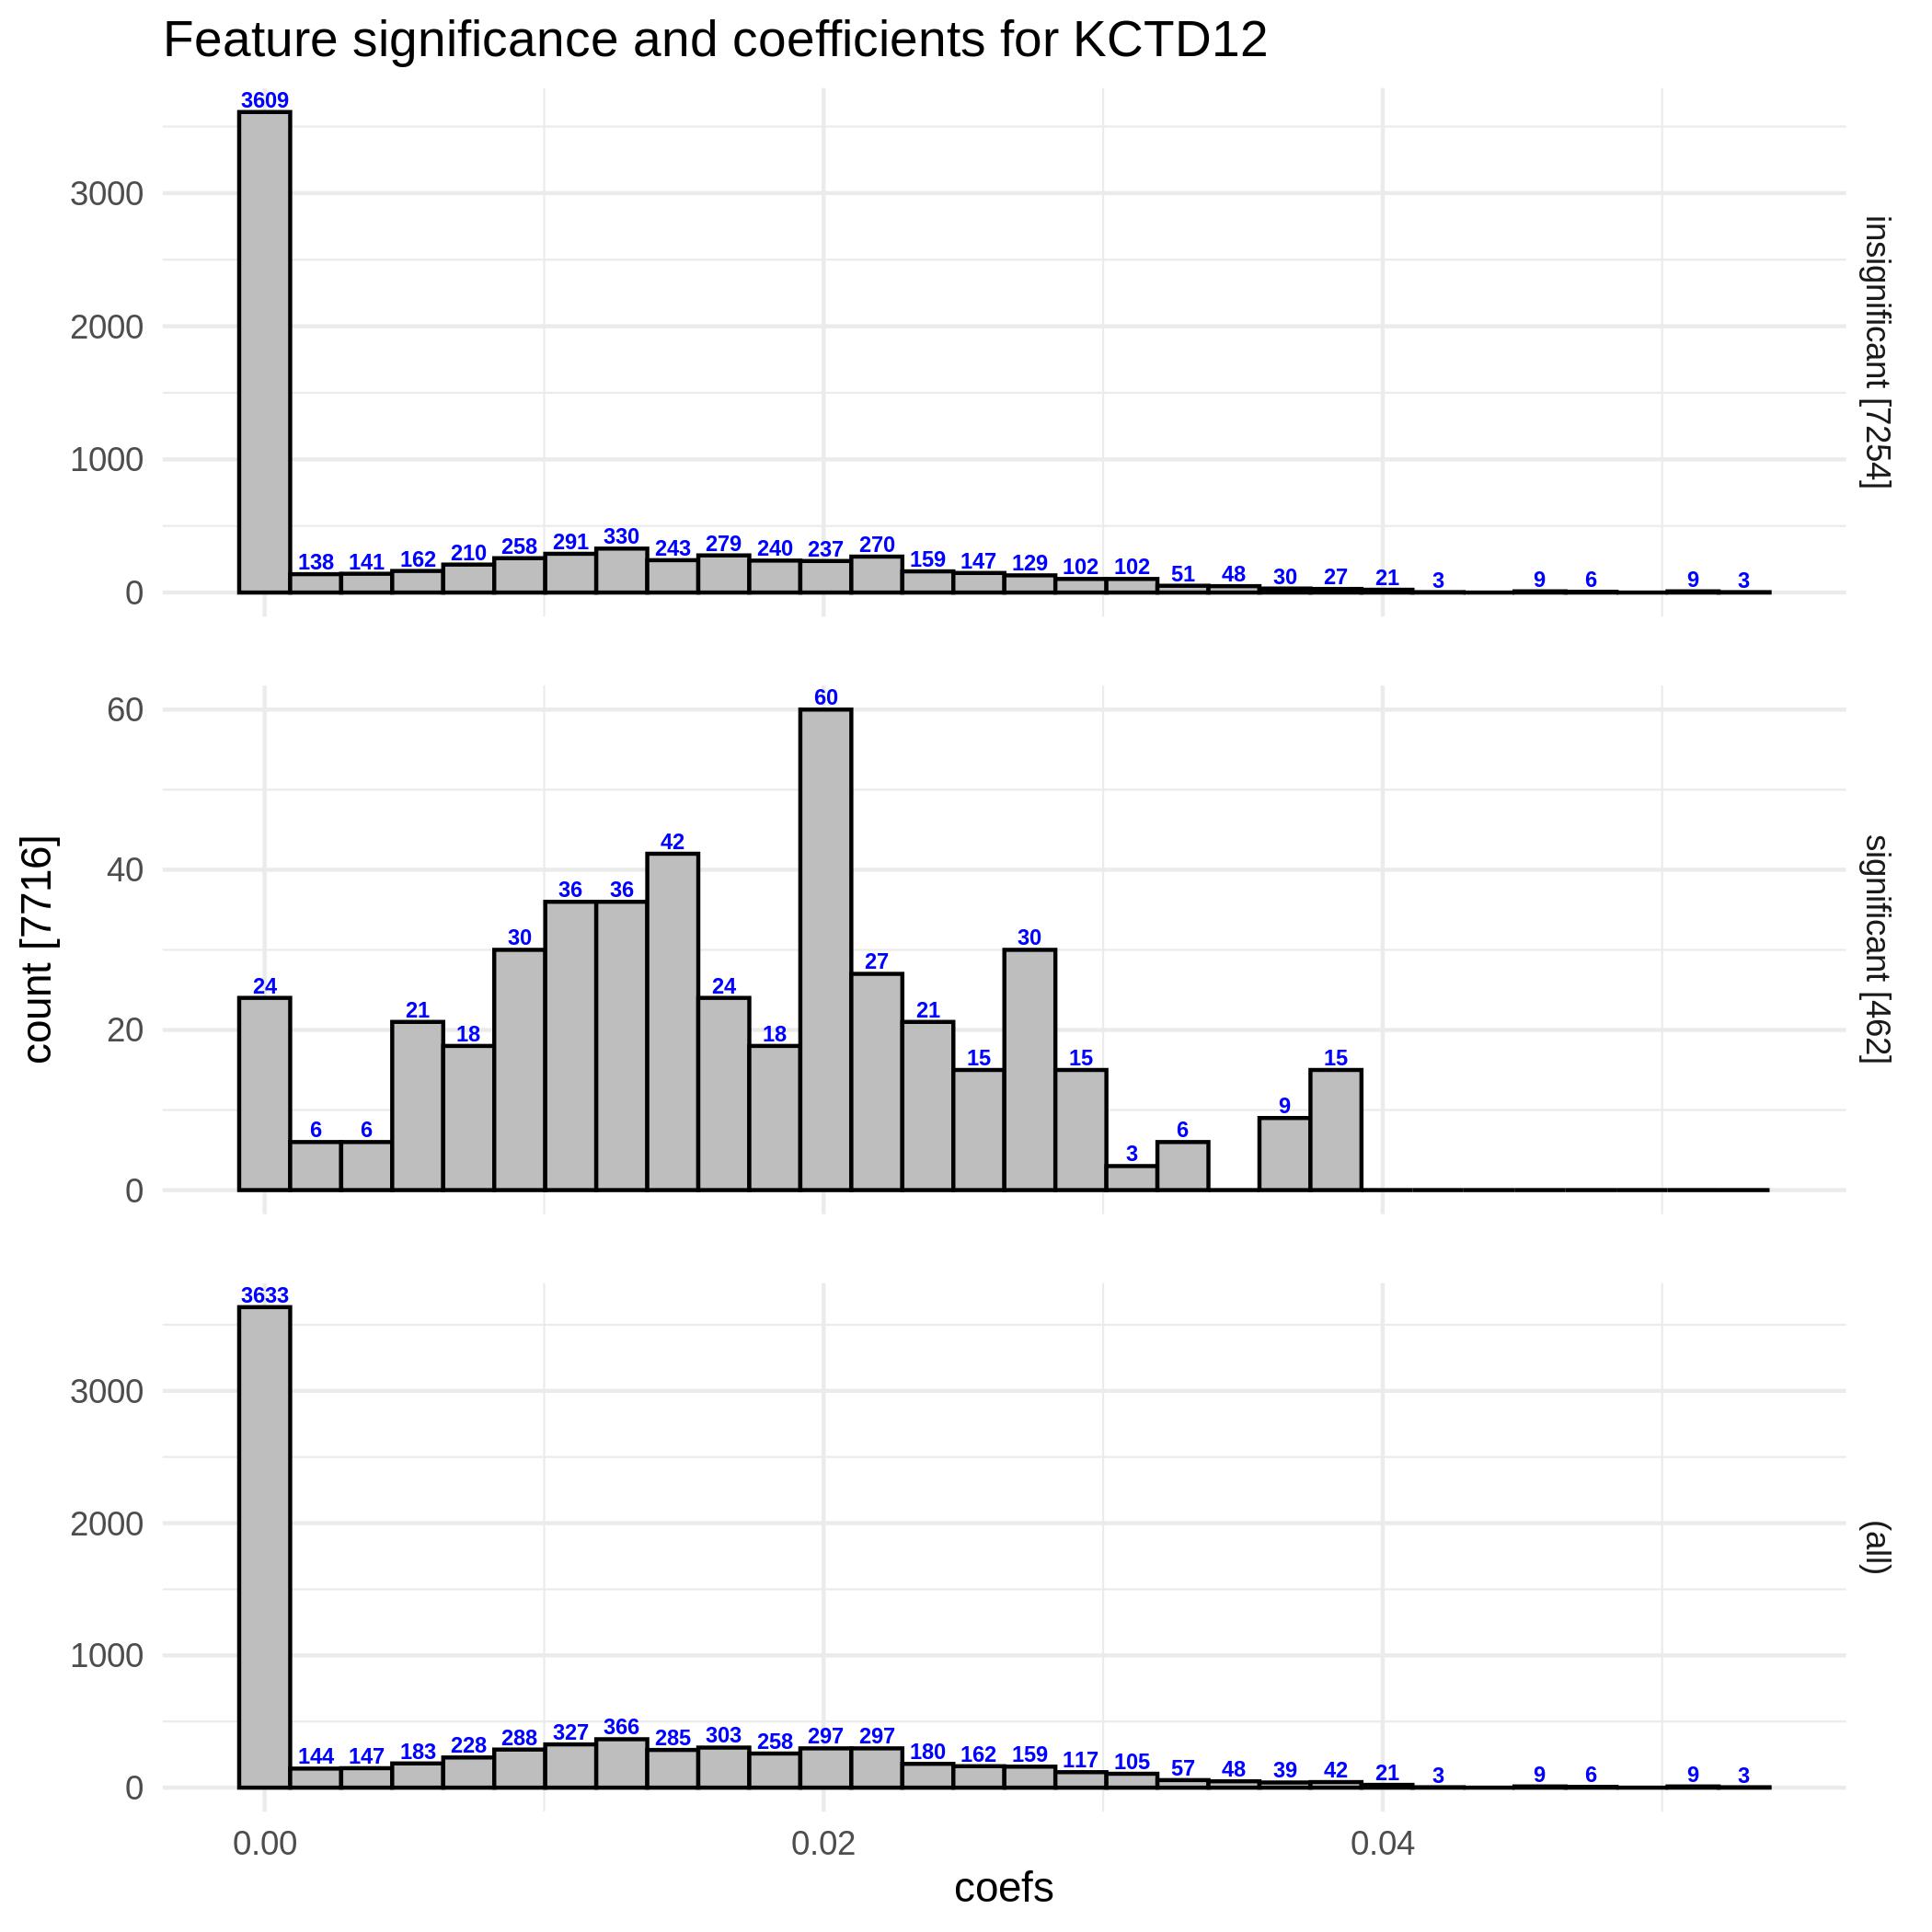 Feature significance and coefficients for KCTD12
3609
3000
2000
1000
0
138 141 162 210 258 291 330 243 279 240 237 270 159 147 129 102 102 51 48 30 27 21 3 9 6 9 3
insignificant [7254]
count [7716]
60
40
20
0
24 6 6 21 18 30 36 36 42 24 18 60 27 21 15 30 15 3 6 9 15
significant [462]
3633
3000
2000
1000
0
144 147 183 228 288 327 366 285 303 258 297 297 180 162 159 117 105 57 48 39 42 21 3 9 6 9 3
(all)
0.00 0.02 0.04
coefs